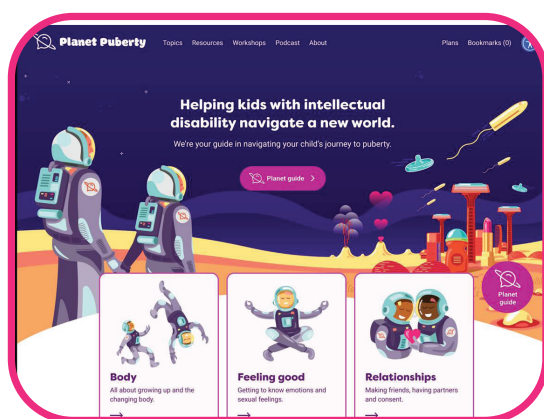 Planet Puberty Topics Resources Workshops Podcast About Plans Bookmarks (0)
Helping kids with intellectual
disability navigate a new world.
We're your guide in navigating your child's journey to puberty.
Planet guide
Planet
guide
Body
All about growing up and the
changing body.
Feeling good
Getting to know emotions and
sexual feelings.
Relationships
Making friends, having partners
and consent.